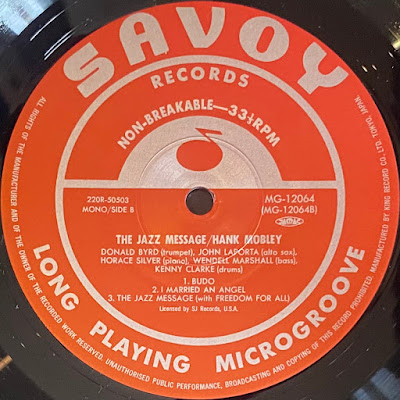 SAVOY
RECORDS
NON-BREAKABLE—33⅓RPM
220R-50503
MONO/SIDE B
MG-12064
(MG-12064B)
THE JAZZ MESSAGE/HANK MOBLEY
DONALD BYRD (trumpet), JOHN LAPORTA (alto sax),
HORACE SILVER (piano), WENDELL MARSHALL (bass),
KENNY CLARKE (drums)
1. BUDO
2. I MARRIED AN ANGEL
3. THE JAZZ MESSAGE (with FREEDOM FOR ALL)
Licensed by SJ Records, U.S.A.
LONG PLAYING MICROGROOVE
ALL RIGHTS OF THE MANUFACTURER AND OF THE OWNER OF THE RECORDED WORK RESERVED. UNAUTHORISED PUBLIC PERFORMANCE, BROADCASTING AND COPYING OF THIS RECORD PROHIBITED. MANUFACTURED BY KING RECORD CO., LTD. TOKYO, JAPAN.